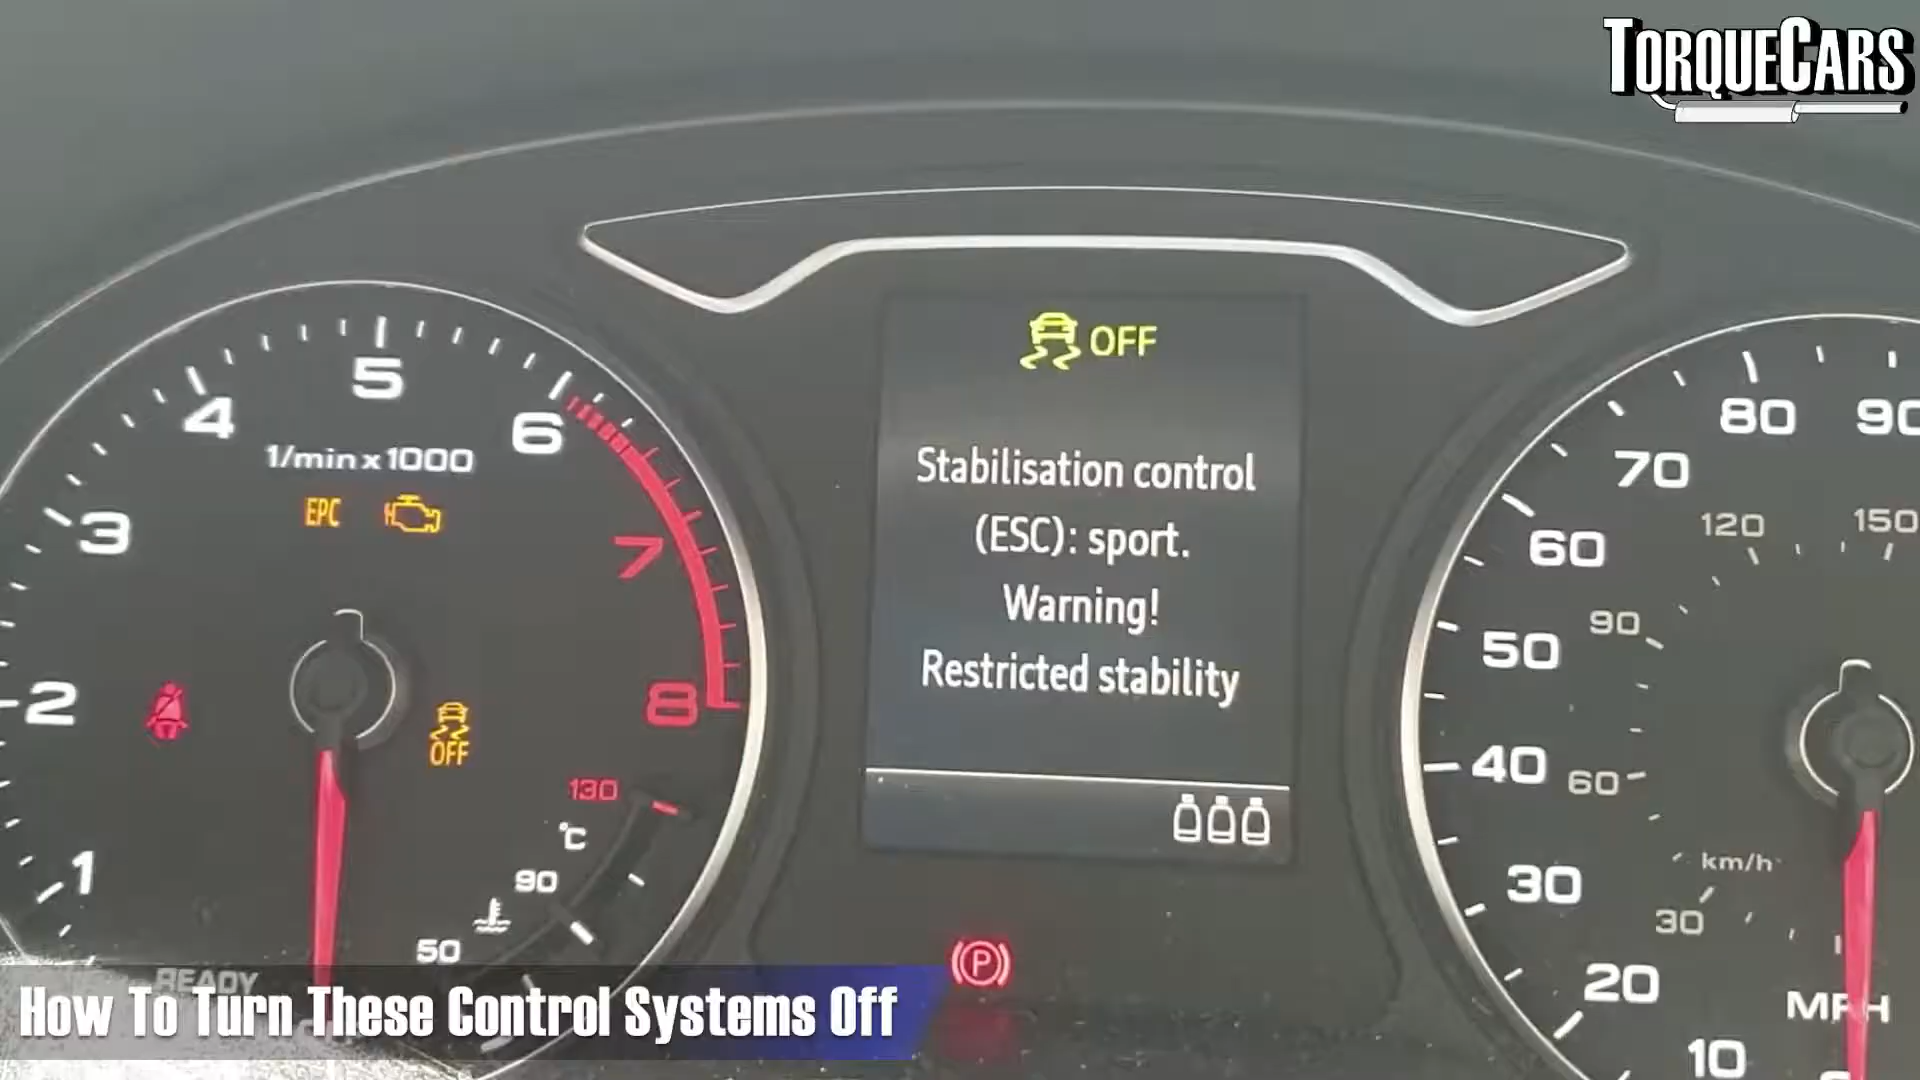 TORQUECARS
OFF
Stabilisation control
(ESC): sport.
Warning!
Restricted stability
1/min x 1000
EPC
1
2
3
4
5
6
7
8
OFF
130
°C
90
50
READY
P
10
20
30
40
50
60
70
80
90
30
60
90
120
150
km/h
MPH
How To Turn These Control Systems Off